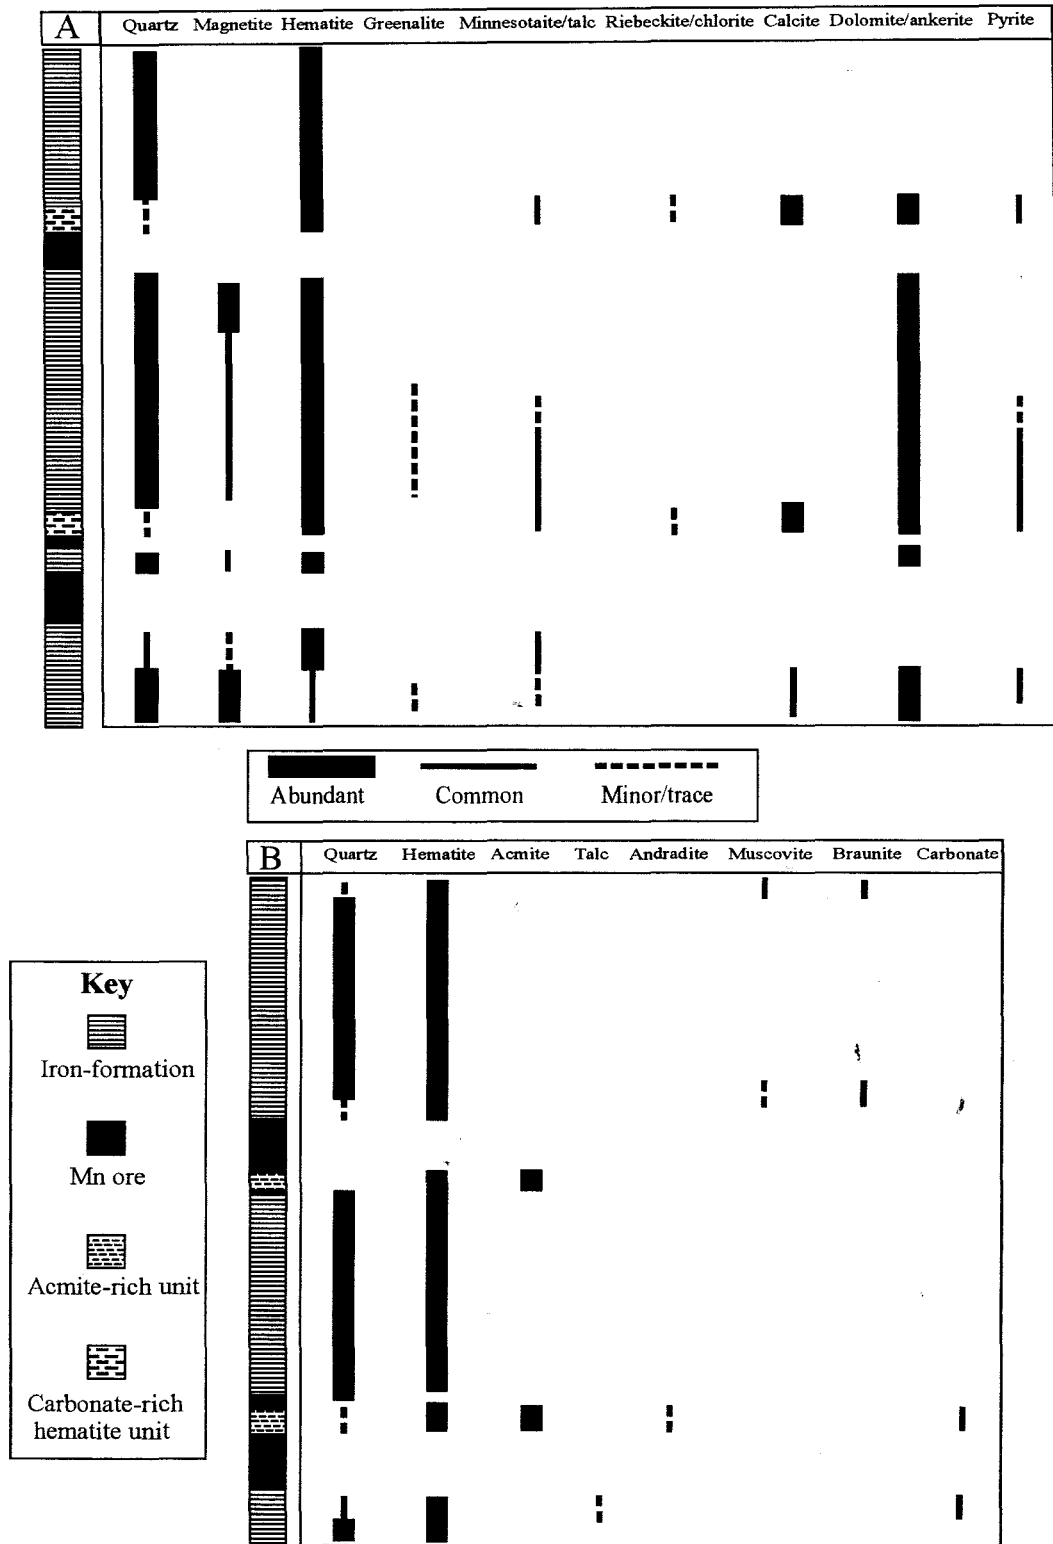 A Quartz Magnetite Hematite Greenalite Minnesotaite/talc Riebeckite/chlorite Calcite Dolomite/ankerite Pyrite
Abundant Common Minor/trace
B Quartz Hematite Acmite Talc Andradite Muscovite Braunite Carbonate
Key
Iron-formation
Mn ore
Acmite-rich unit
Carbonate-rich
hematite unit